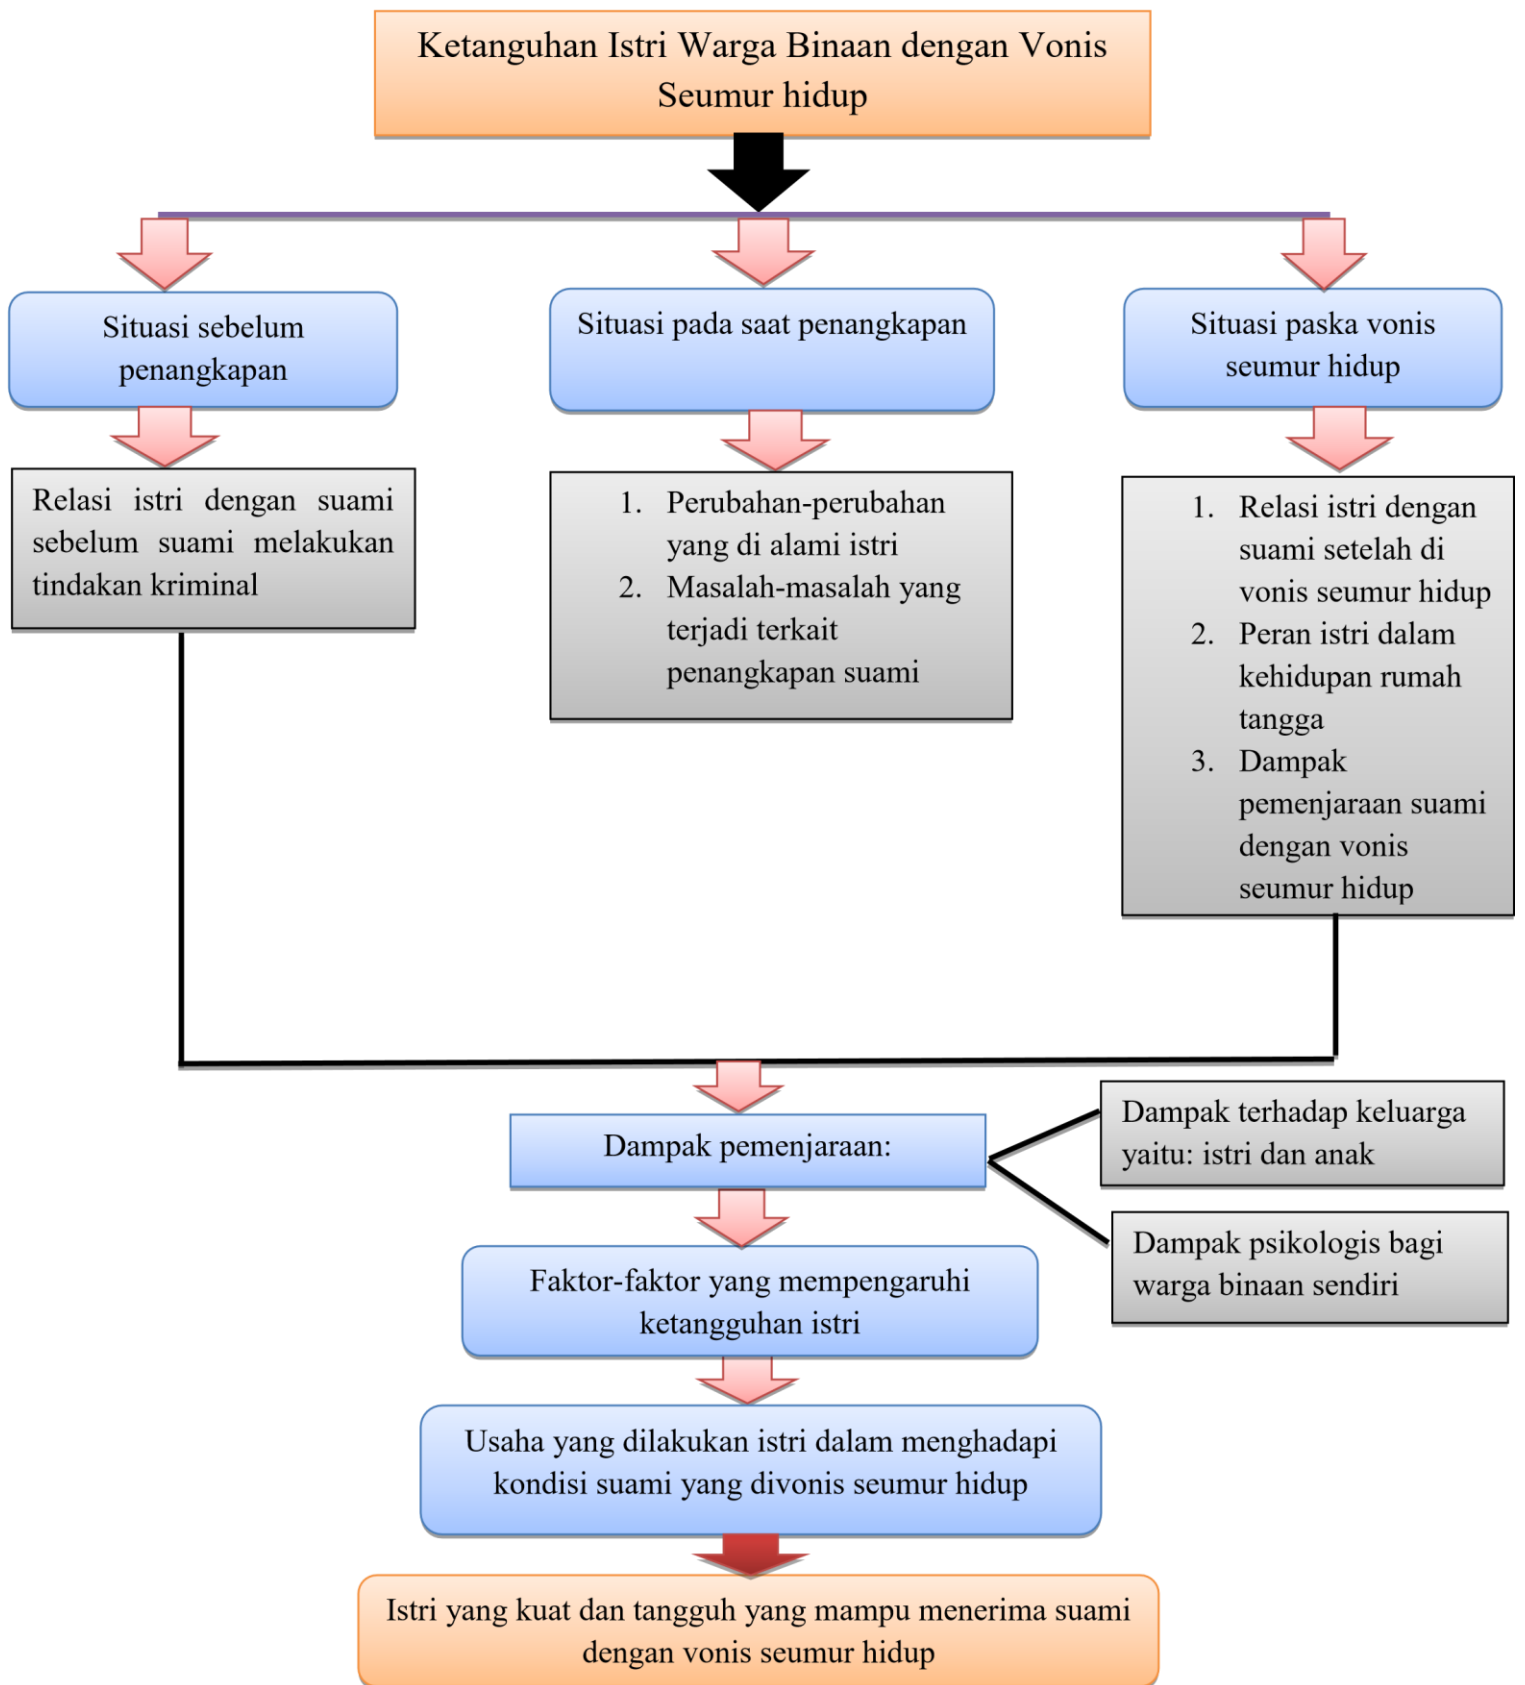 Ketanguhan Istri Warga Binaan dengan Vonis
Seumur hidup
Situasi sebelum
penangkapan
Situasi pada saat penangkapan
Situasi paska vonis
seumur hidup
Relasi istri dengan suami
sebelum suami melakukan
tindakan kriminal
1. Perubahan-perubahan
yang di alami istri
2. Masalah-masalah yang
terjadi terkait
penangkapan suami
1. Relasi istri dengan
suami setelah di
vonis seumur hidup
2. Peran istri dalam
kehidupan rumah
tangga
3. Dampak
pemenjaraan suami
dengan vonis
seumur hidup
Dampak pemenjaraan:
Dampak terhadap keluarga
yaitu: istri dan anak
Dampak psikologis bagi
warga binaan sendiri
Faktor-faktor yang mempengaruhi
ketangguhan istri
Usaha yang dilakukan istri dalam menghadapi
kondisi suami yang divonis seumur hidup
Istri yang kuat dan tangguh yang mampu menerima suami
dengan vonis seumur hidup